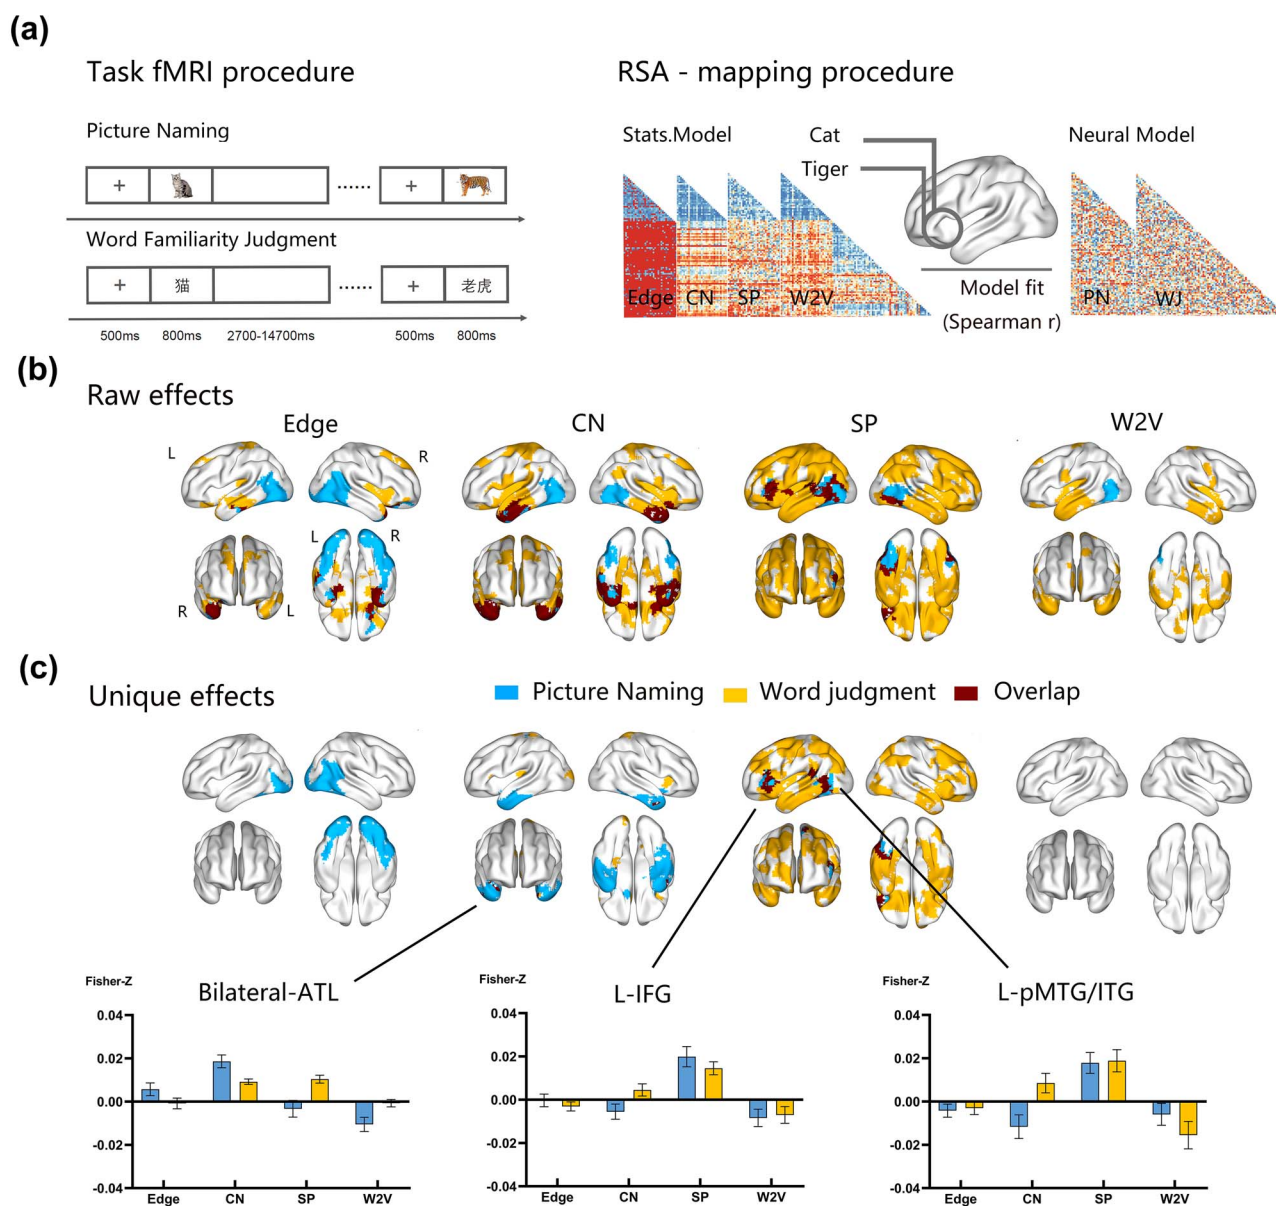 (a)
Task fMRI procedure
RSA - mapping procedure
Picture Naming
Stats.Model
Cat
Neural Model
Tiger
+
+
Word Familiarity Judgment
+
猫
+
老虎
Edge
CN
SP
W2V
Model fit
PN
WJ
(Spearman r)
500ms
800ms
2700-14700ms
500ms
800ms
(b)
Raw effects
Edge
CN
SP
W2V
L
R
L
R
R
L
(c)
Unique effects
Picture Naming
Word judgment
Overlap
Fisher-Z
Bilateral-ATL
0.04
0.02
0.00
-0.02
-0.04
Edge
CN
SP
W2V
Fisher-Z
L-IFG
0.04
0.02
0.00
-0.02
-0.04
Edge
CN
SP
W2V
Fisher-Z
L-pMTG/ITG
0.04
0.02
0.00
-0.02
-0.04
Edge
CN
SP
W2V